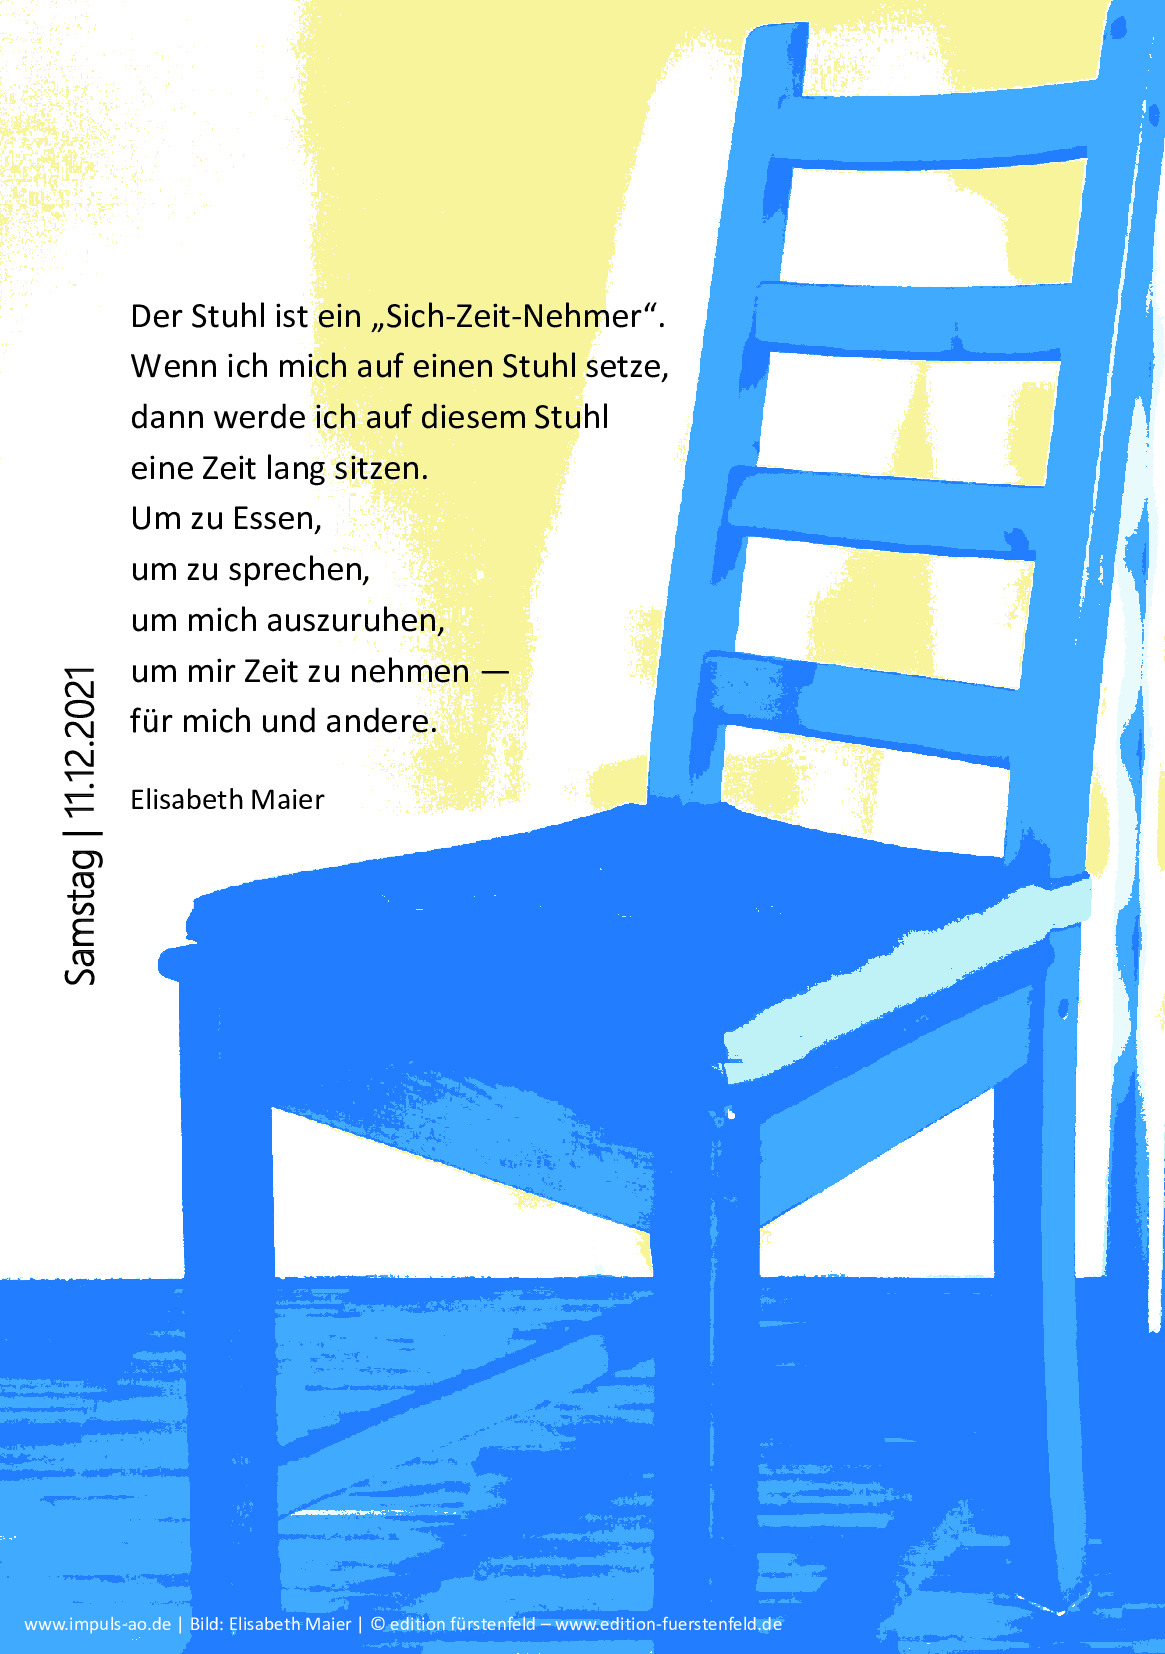 Der Stuhl ist ein „Sich-Zeit-Nehmer“.
Wenn ich mich auf einen Stuhl setze,
dann werde ich auf diesem Stuhl
eine Zeit lang sitzen.
Um zu Essen,
um zu sprechen,
um mich auszuruhen,
um mir Zeit zu nehmen —
für mich und andere.
Elisabeth Maier
Samstag | 11.12.2021
www.impuls-ao.de | Bild: Elisabeth Maier | © edition fürstenfeld – www.edition-fuerstenfeld.de